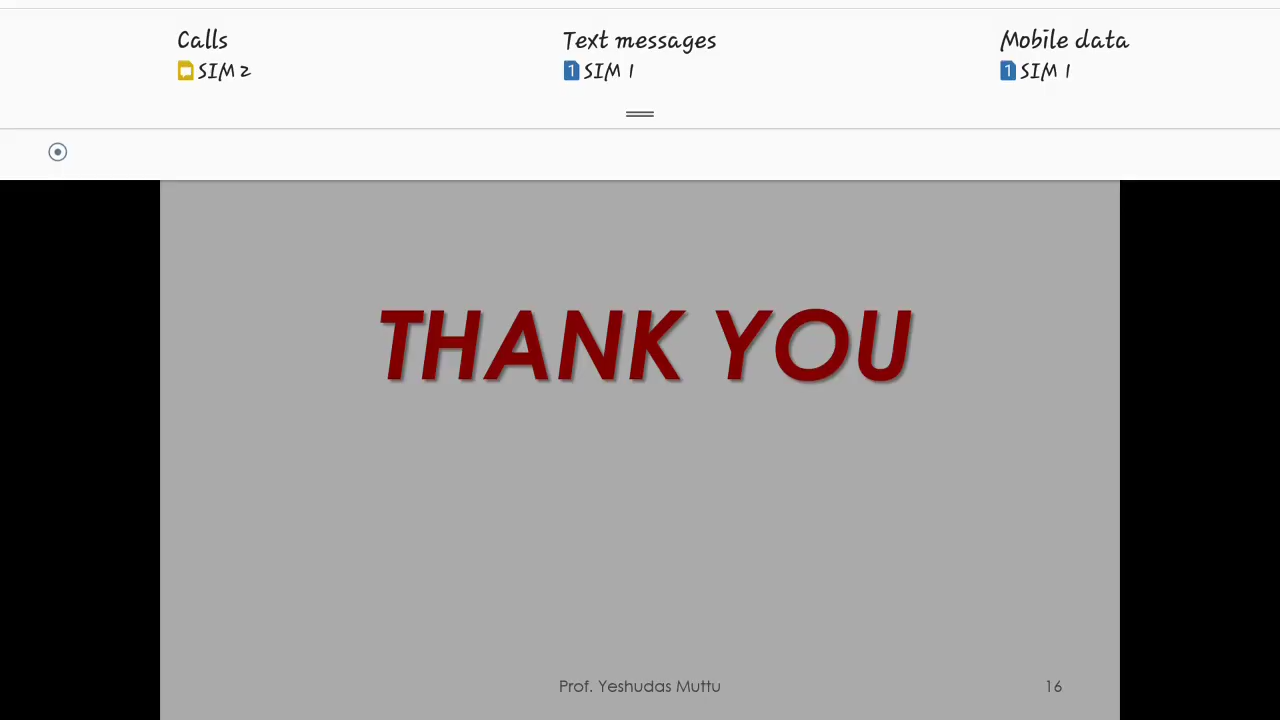 Calls Text messages Mobile data
SIM 2 1 SIM 1 1 SIM 1
THANK YOU
Prof. Yeshudas Muttu 16